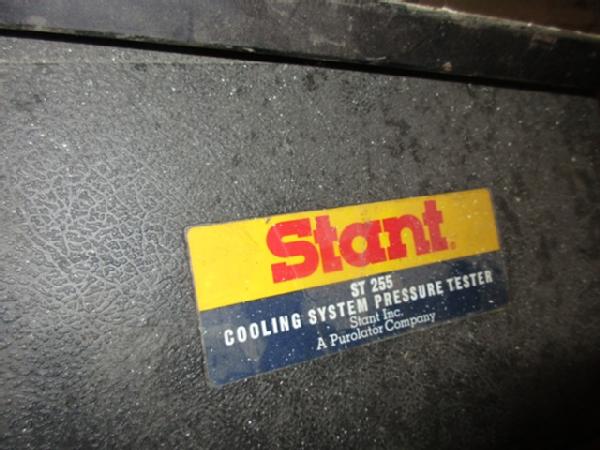 Stant.
ST 255
COOLING SYSTEM PRESSURE TESTER
Stant Inc.
A Purolator Company